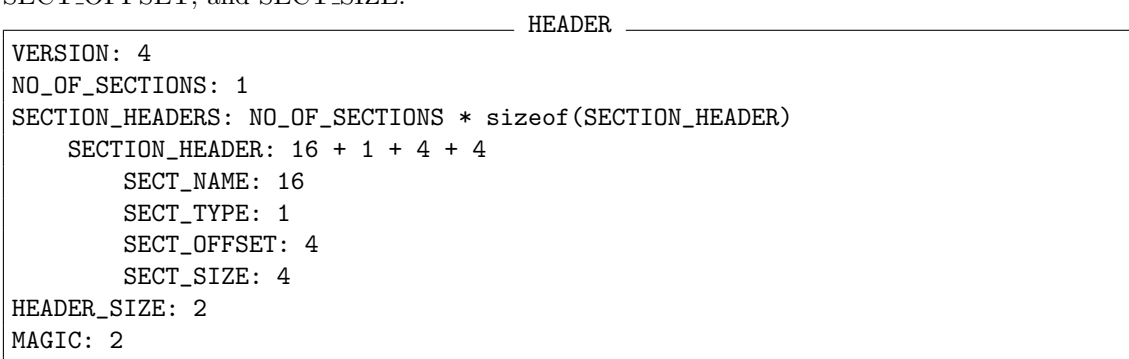 SECT_OFFSET, and SECT_SIZE.
HEADER
VERSION: 4
NO_OF_SECTIONS: 1
SECTION_HEADERS: NO_OF_SECTIONS * sizeof(SECTION_HEADER)
SECTION_HEADER: 16 + 1 + 4 + 4
SECT_NAME: 16
SECT_TYPE: 1
SECT_OFFSET: 4
SECT_SIZE: 4
HEADER_SIZE: 2
MAGIC: 2